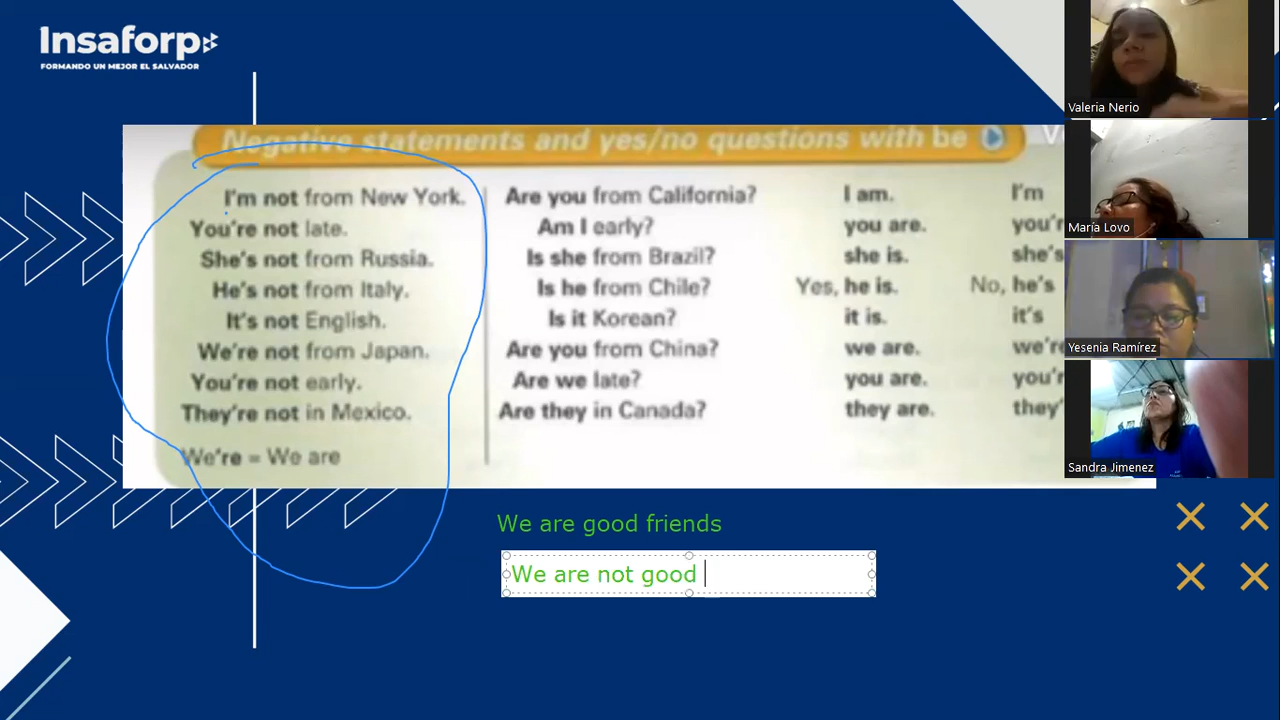 Insaforp
FORMANDO UN MEJOR EL SALVADOR
Negative statements and yes/no questions with be
I'm not from New York.
You're not late.
She's not from Russia.
He's not from Italy.
It's not English.
We're not from Japan.
You're not early.
They're not in Mexico.
We're = We are
Are you from California?
Am I early?
Is she from Brazil?
Is he from Chile?
Is it Korean?
Are you from China?
Are we late?
Are they in Canada?
I am.
you are.
she is.
Yes, he is.
it is.
we are.
you are.
they are.
I'm
she's
No, he's
it's
We are good friends
We are not good
Valeria Nerio
María Lovo
Yesenia Ramírez
Sandra Jimenez